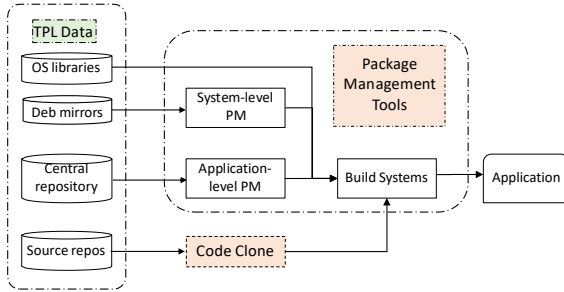 TPL Data
OS libraries
Deb mirrors
Central
repository
Source repos
System-level
PM
Application-
level PM
Code Clone
Package
Management
Tools
Build Systems
Application